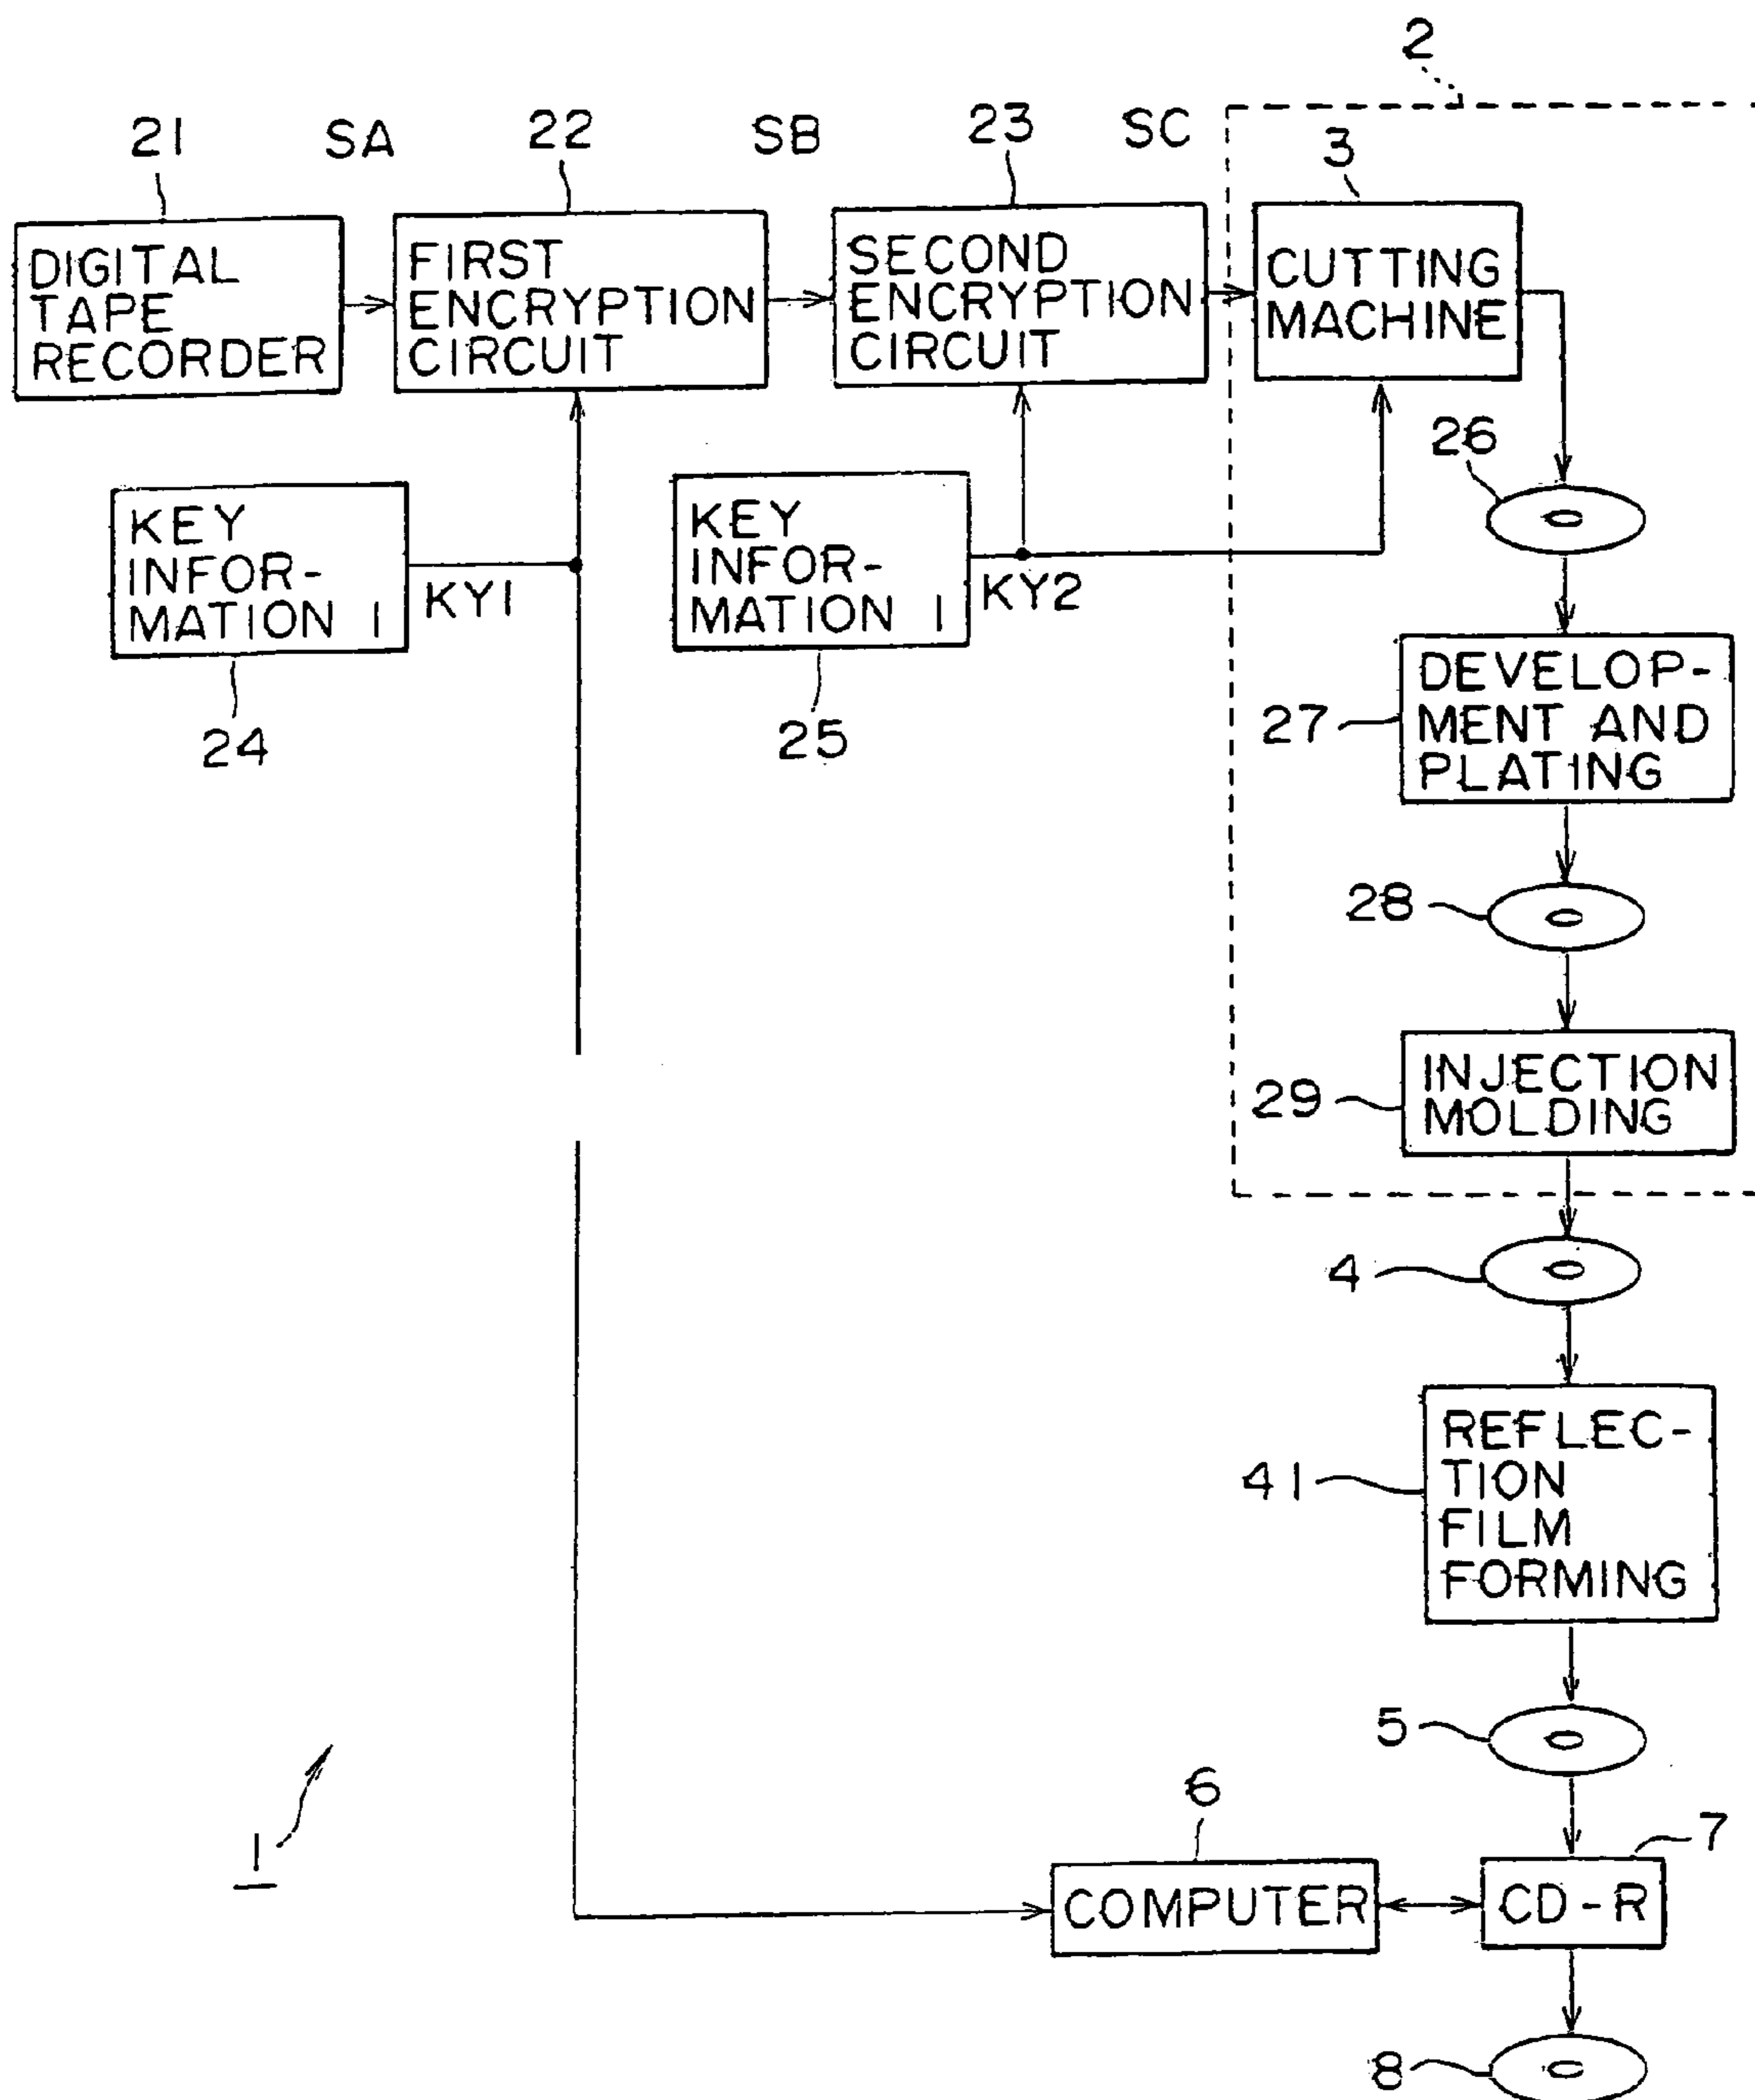 2
21
SA
22
SB
23
SC
3
DIGITAL
TAPE
RECORDER
FIRST
ENCRYPTION
CIRCUIT
SECOND
ENCRYPTION
CIRCUIT
CUTTING
MACHINE
26
KEY
INFOR-
MATION 1
KY1
24
KEY
INFOR-
MATION 1
KY2
25
27
DEVELOP-
MENT AND
PLATING
28
29
INJECTION
MOLDING
4
41
REFLEC-
TION
FILM
FORMING
5
6
7
1
COMPUTER
CD-R
8